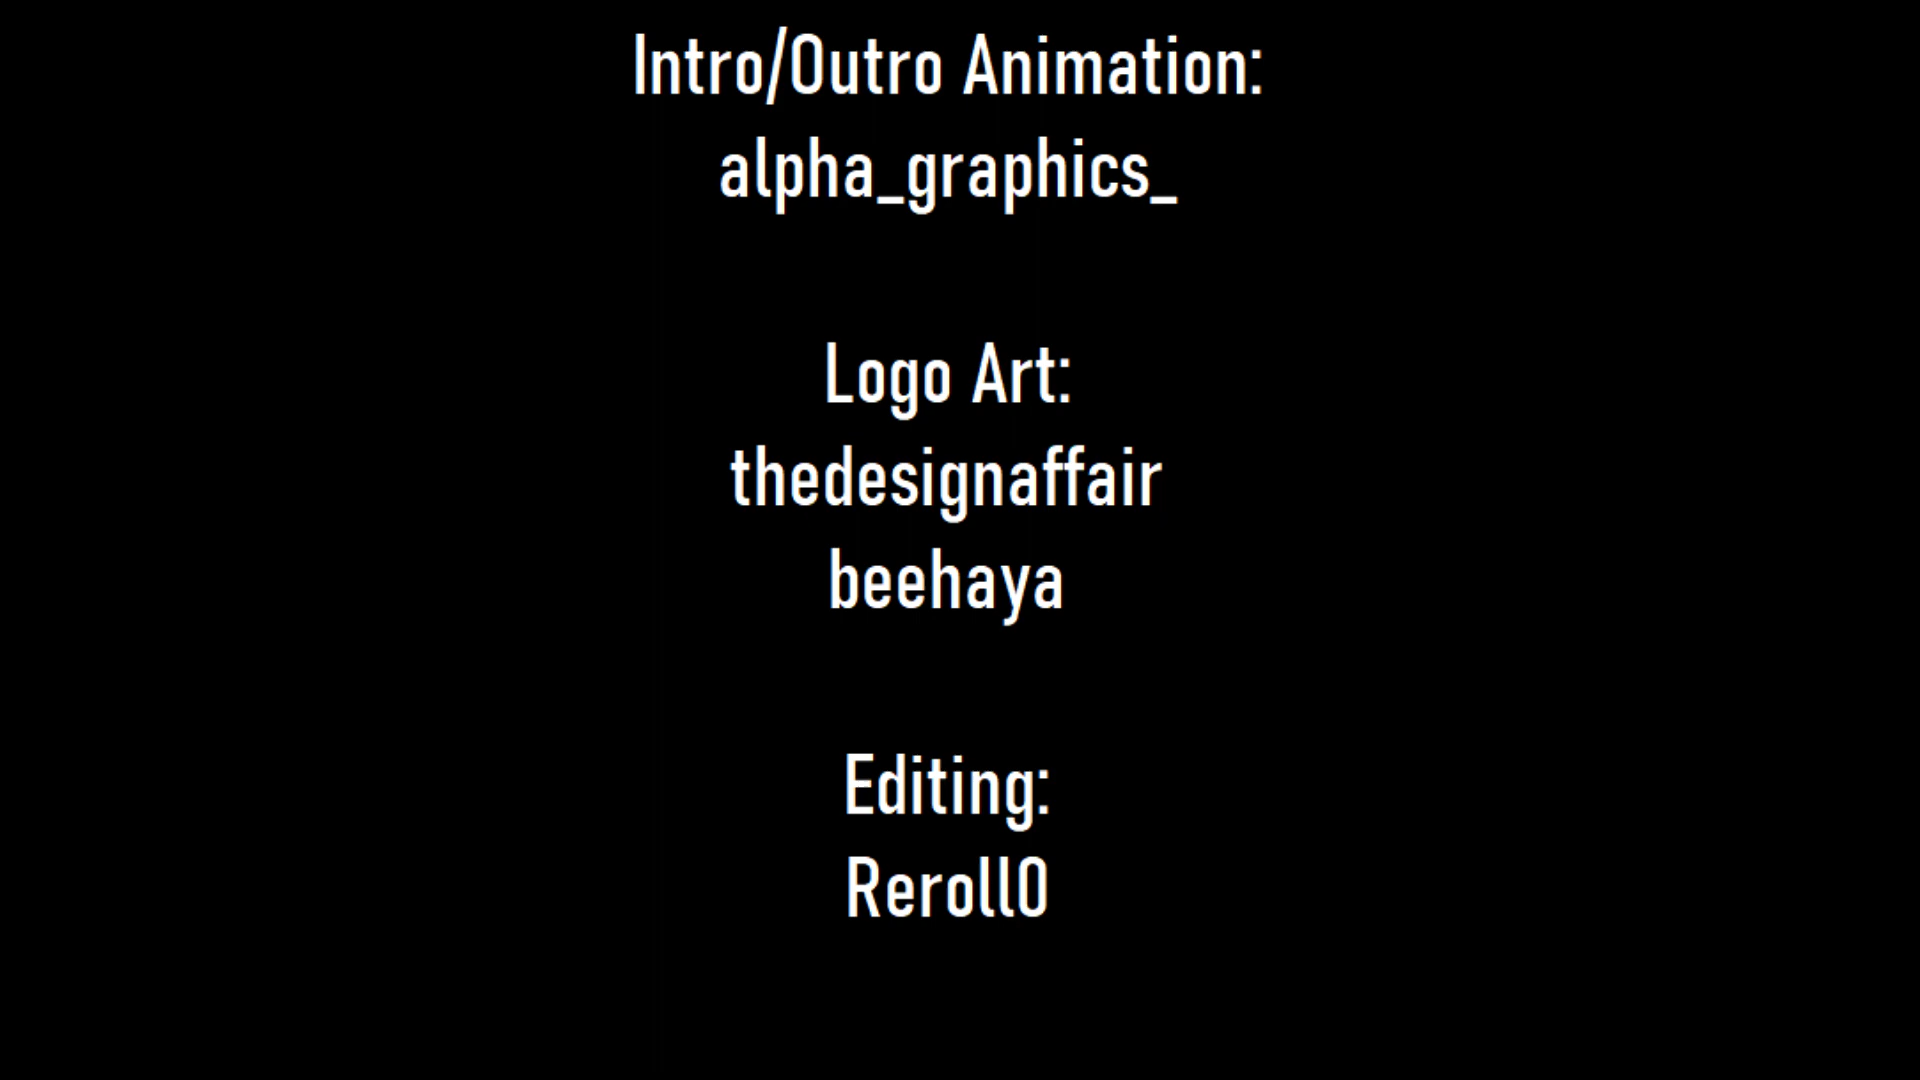 Intro/Outro Animation:
alpha_graphics_
Logo Art:
thedesignaffair
beehaya
Editing:
Reroll0